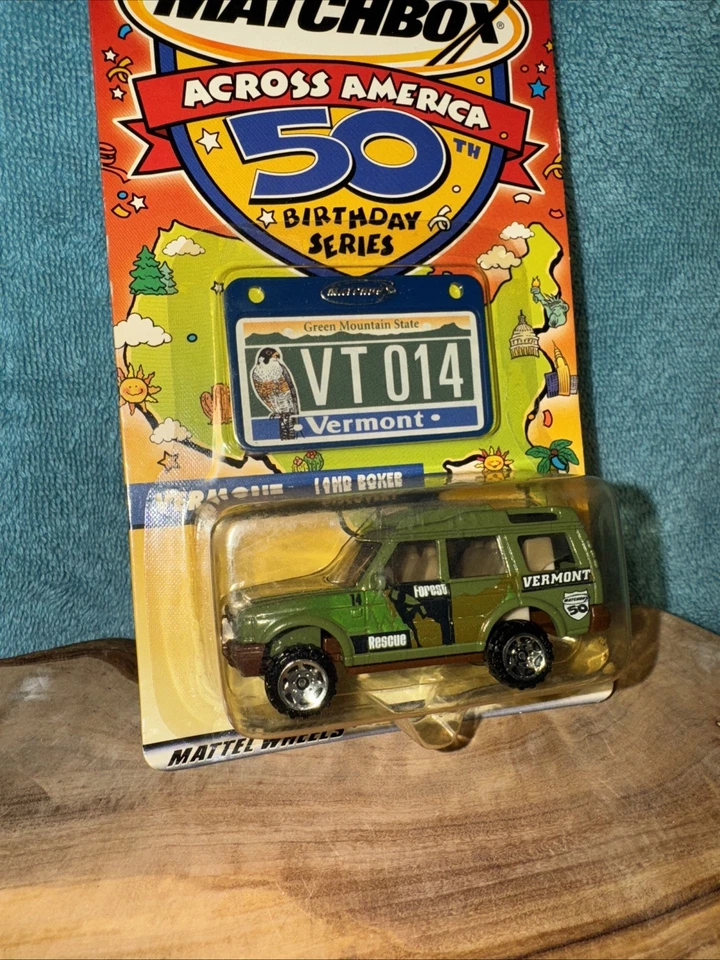 MATCHBOX®
ACROSS AMERICA
50TH
BIRTHDAY
SERIES
MATCHBOX
Green Mountain State
VT 014
• Vermont •
14
Forest
Rescue
VERMONT
50
MATTEL WHEELS